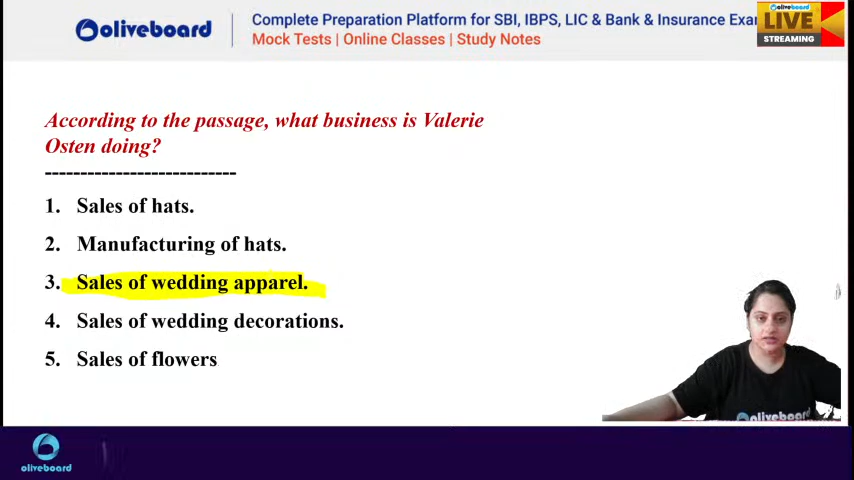 oliveboard
Complete Preparation Platform for SBI, IBPS, LIC & Bank & Insurance Exa
Mock Tests | Online Classes | Study Notes
oliveboard
LIVE
STREAMING
According to the passage, what business is Valerie
Osten doing?
---------------------------
1. Sales of hats.
2. Manufacturing of hats.
3. Sales of wedding apparel.
4. Sales of wedding decorations.
5. Sales of flowers
oliveboard
oliveboard